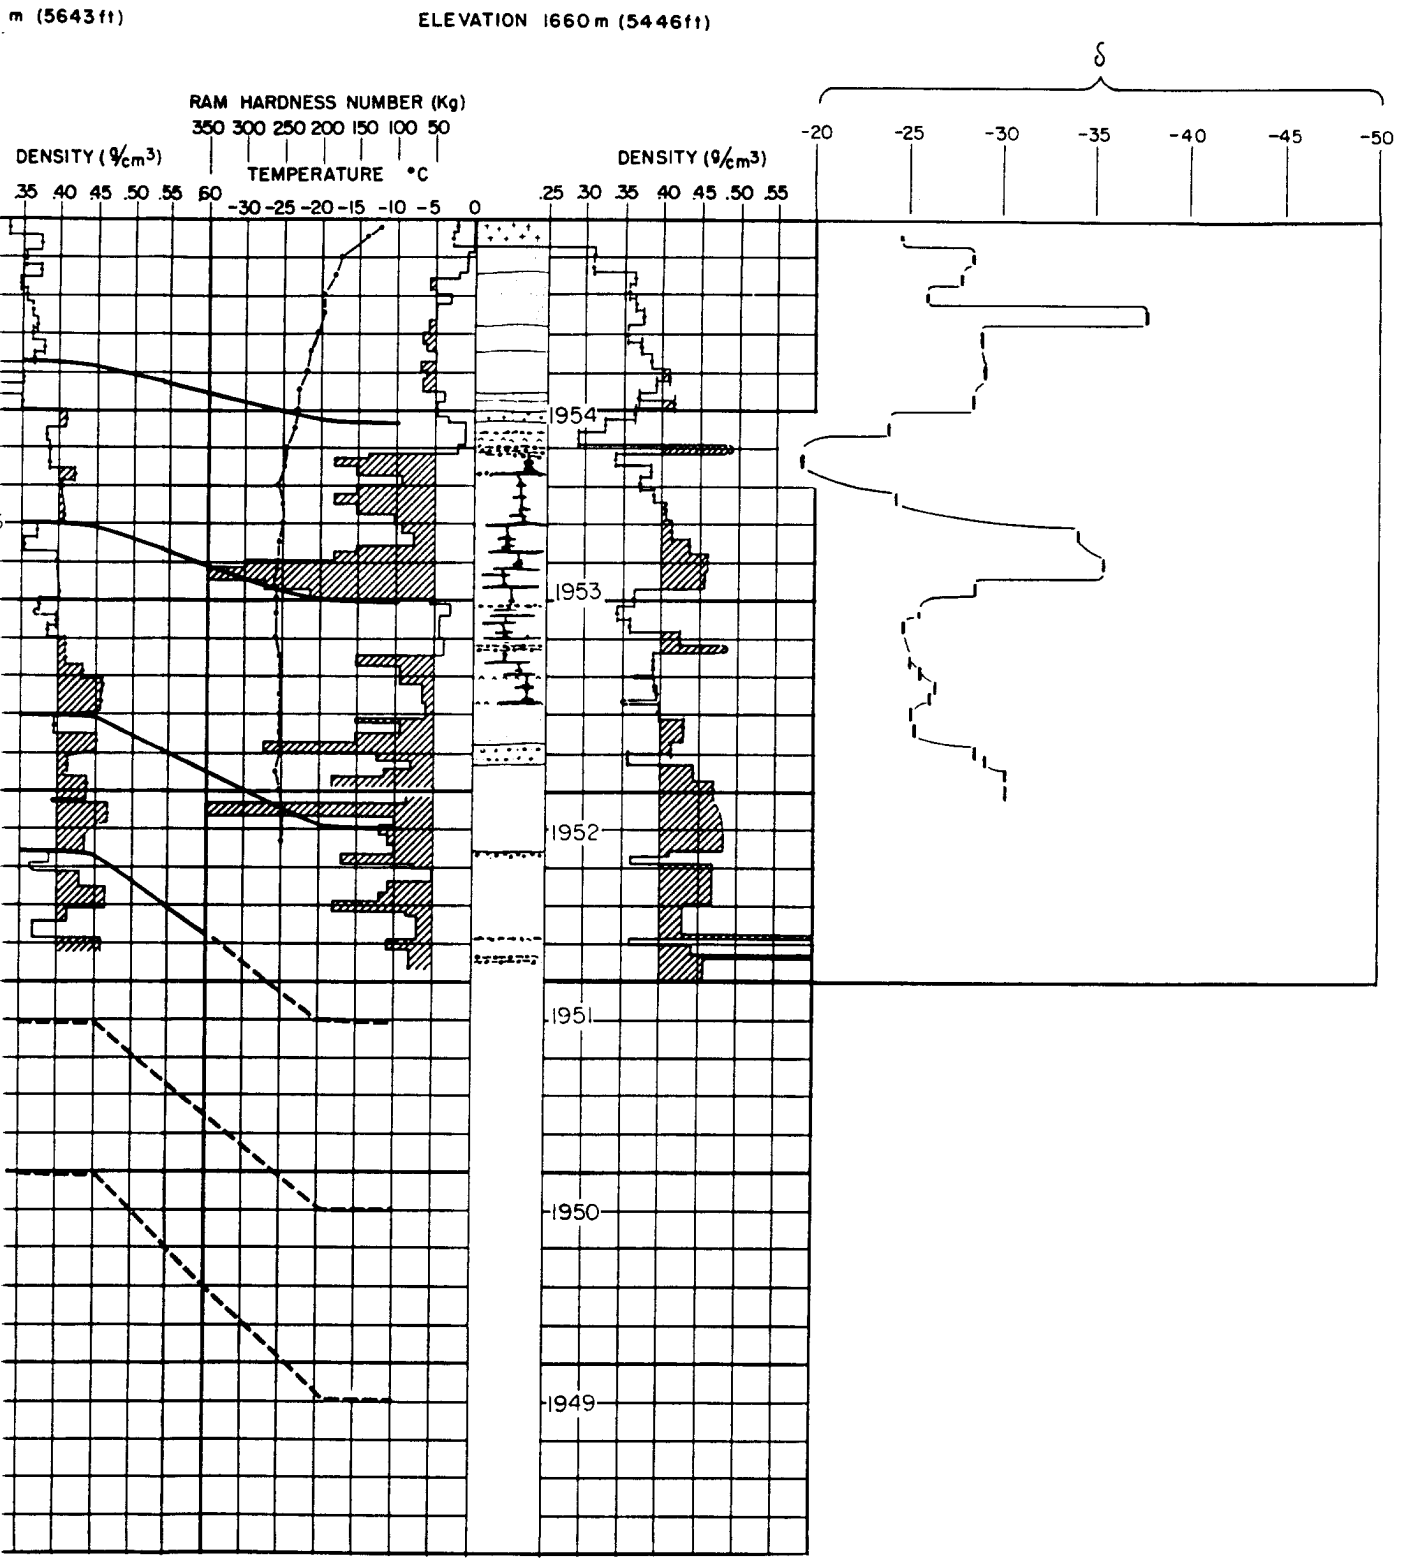 m (5643ft) ELEVATION 1660m (5446ft)
δ
RAM HARDNESS NUMBER (Kg)
350 300 250 200 150 100 50
-20 -25 -30 -35 -40 -45 -50
DENSITY (g/cm³) DENSITY (g/cm³)
TEMPERATURE °C
.35 .40 .45 .50 .55 .60 -30 -25 -20 -15 -10 -5 0 .25 .30 .35 .40 .45 .50 .55
1954
1953
1952
1951
1950
1949